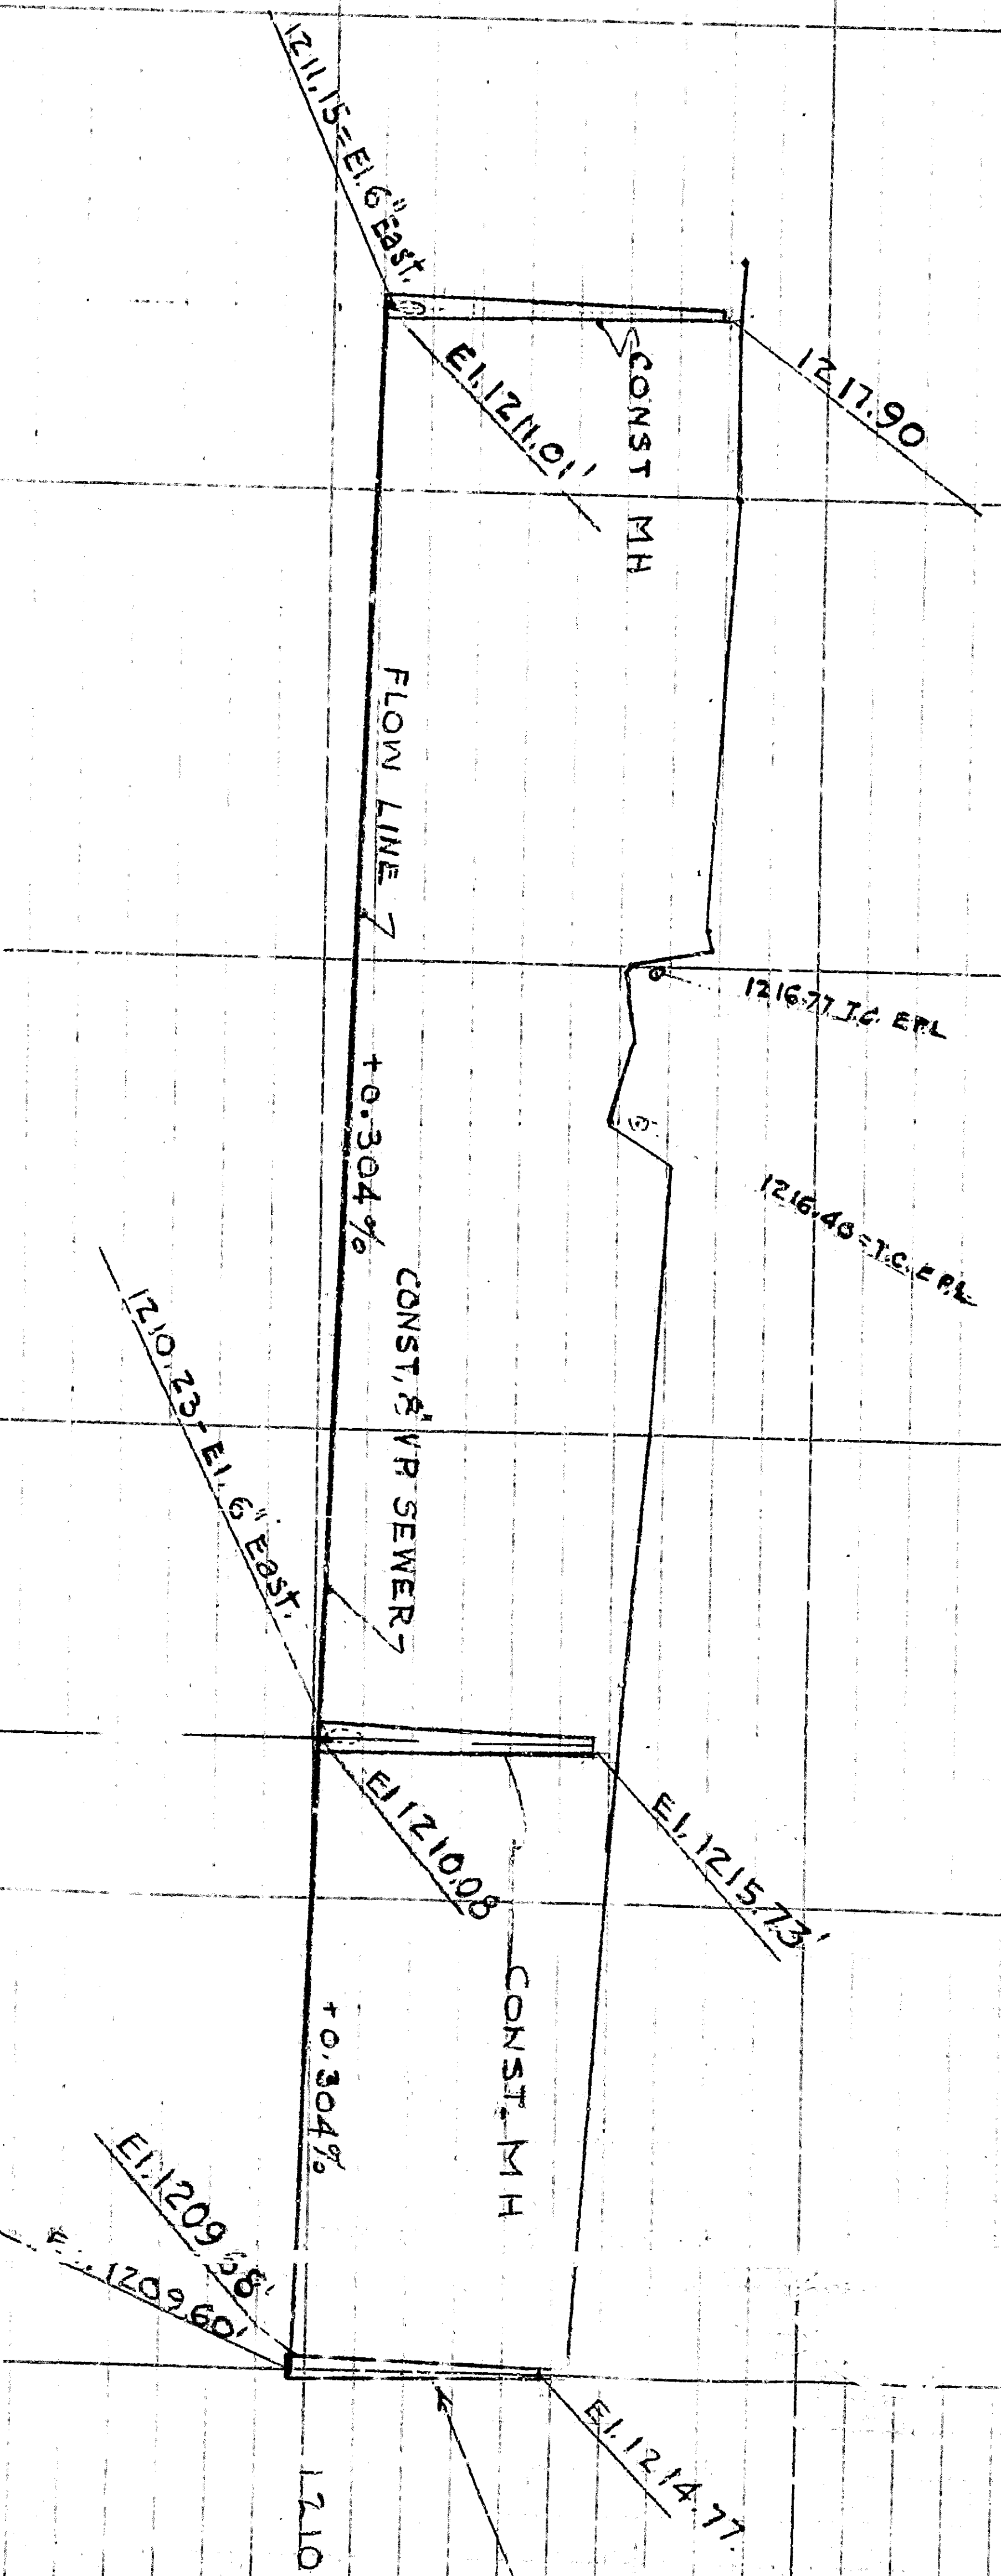 1211.15=El.6" East.
El.1211.01'
CONST MH
1217.90
FLOW LINE
1216.77 T.C. E P.L
+0.304%
1216.40=T.C. E P.L
CONST, 8" VP SEWER
1210.23-El. 6" East.
El 1210.08
El. 1215.73'
CONST. MH
+0.304%
El.1209.58'
1209.60'
El. 1214.77.
1210